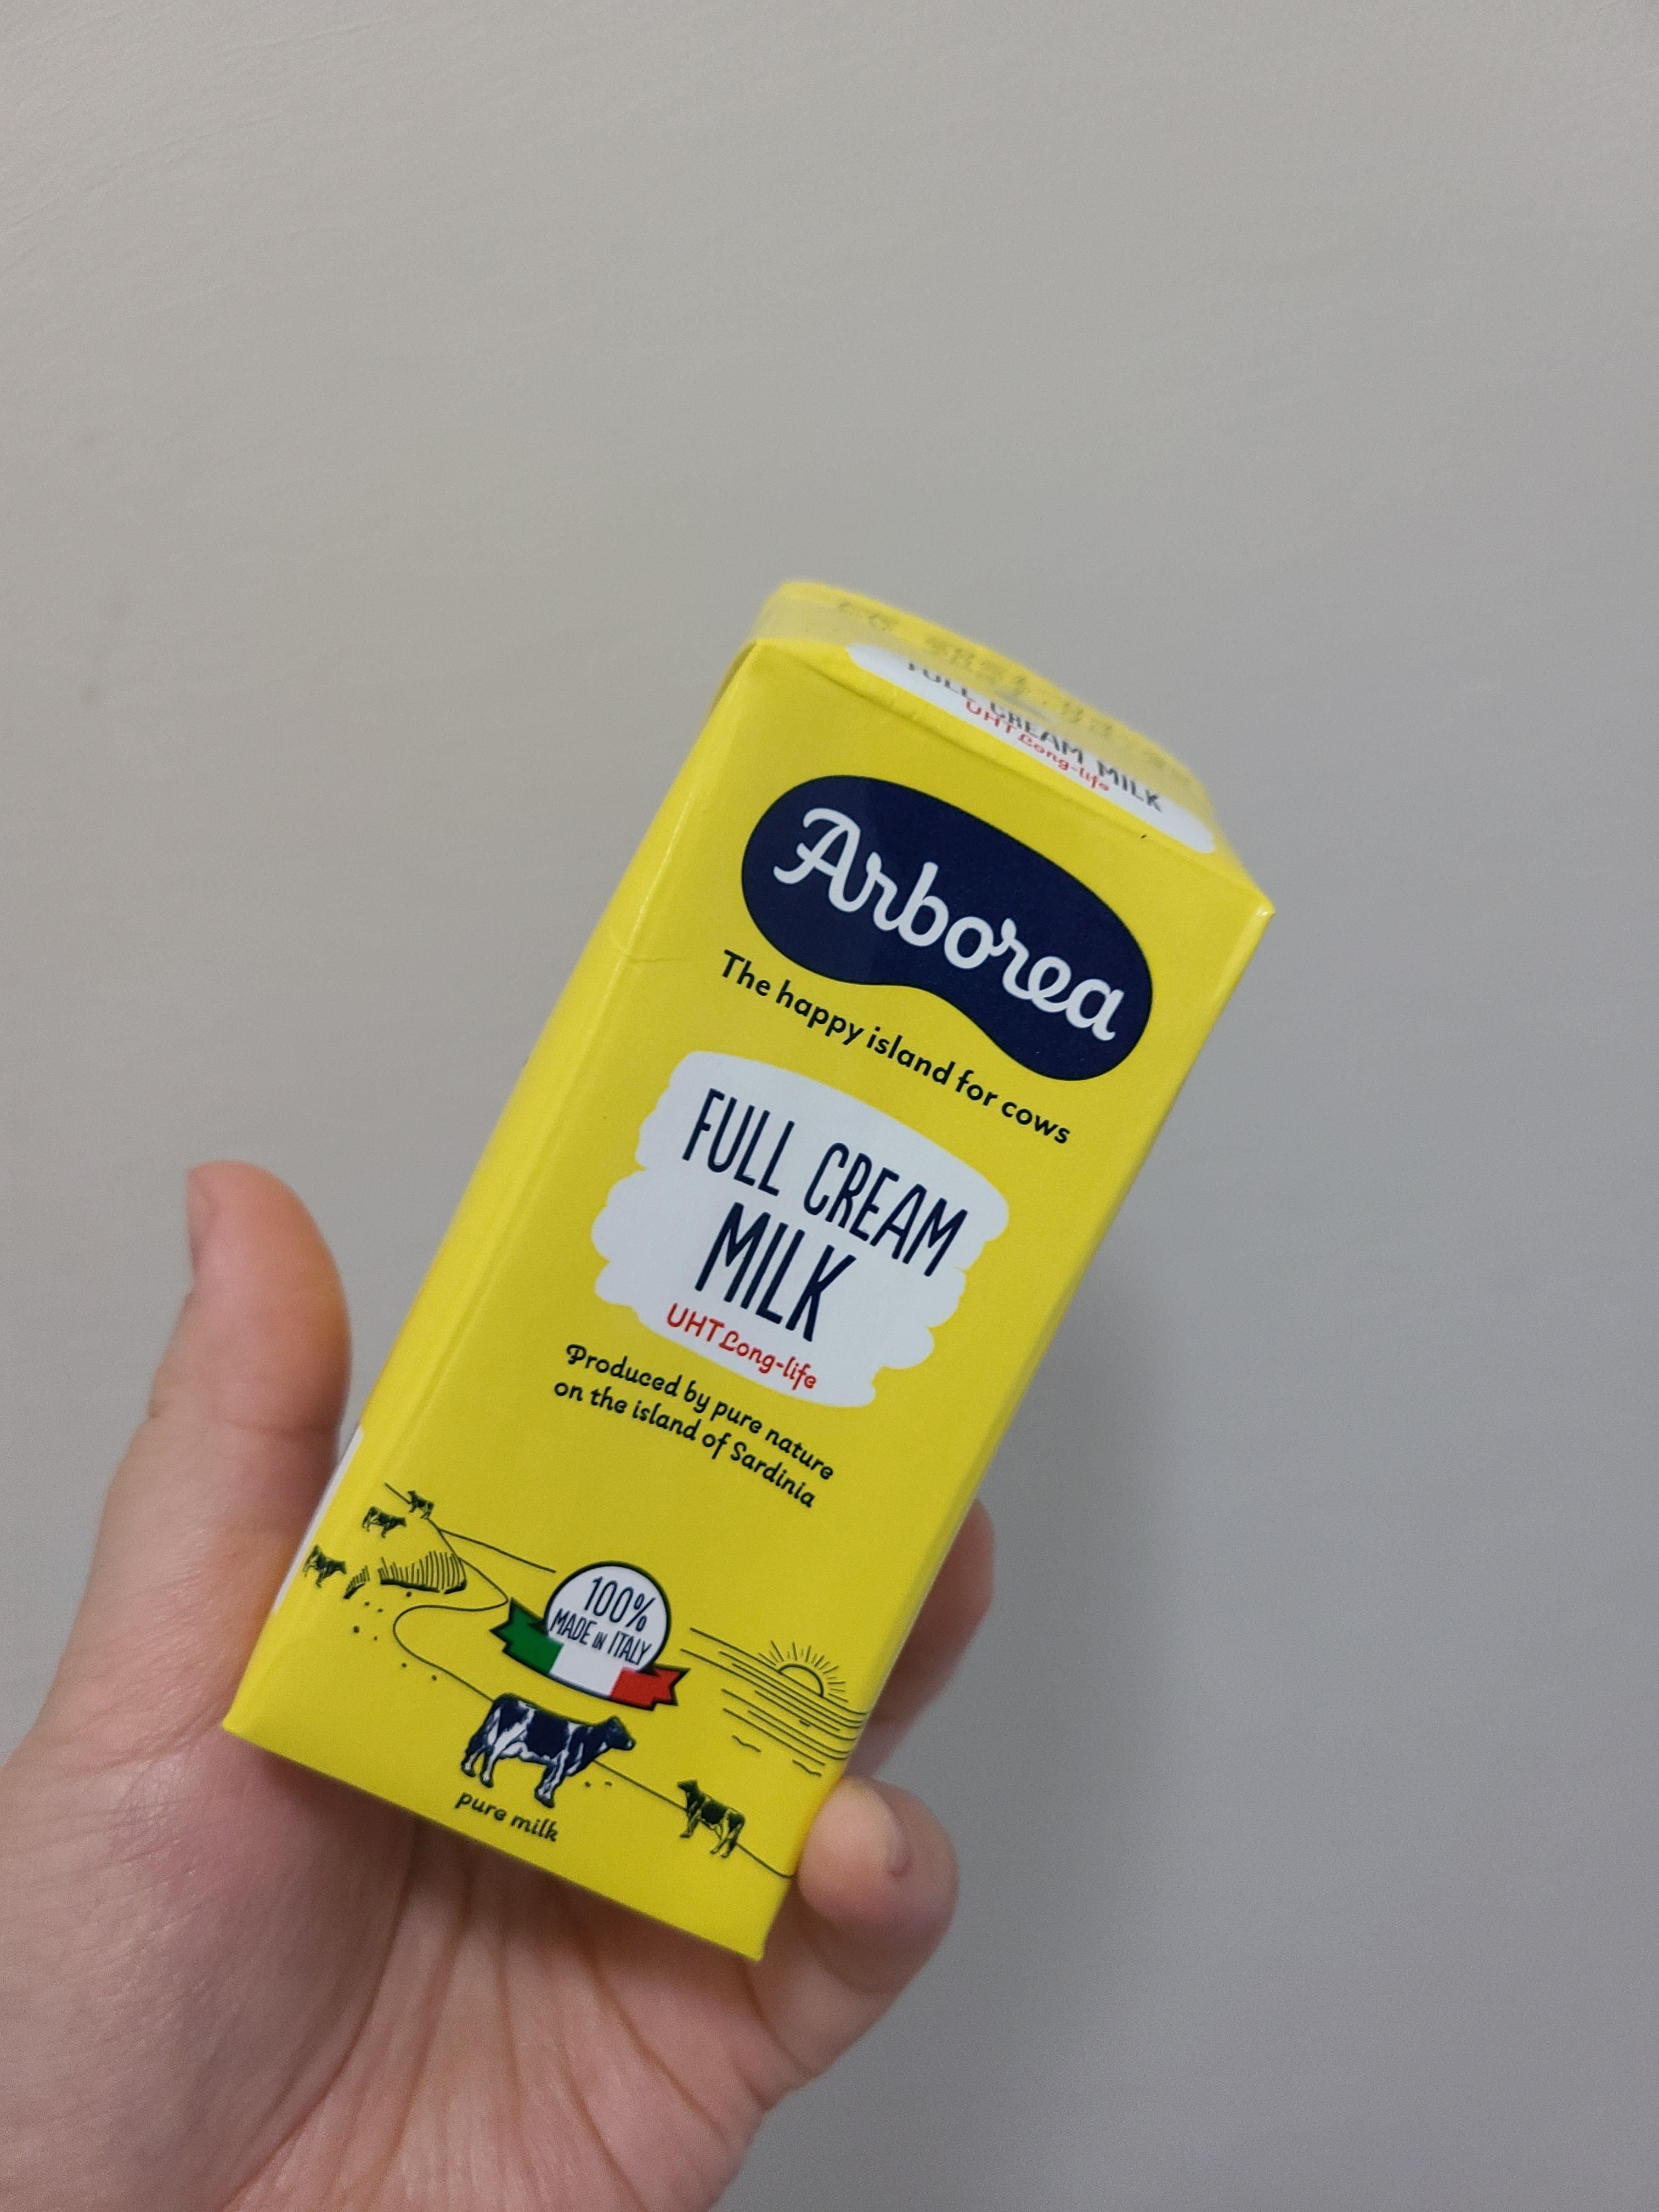 FULL CREAM MILK
UHT Long-life
Arborea
The happy island for cows
FULL CREAM
MILK
UHT Long-life
Produced by pure nature
on the island of Sardinia
100%
MADE IN ITALY
pure milk